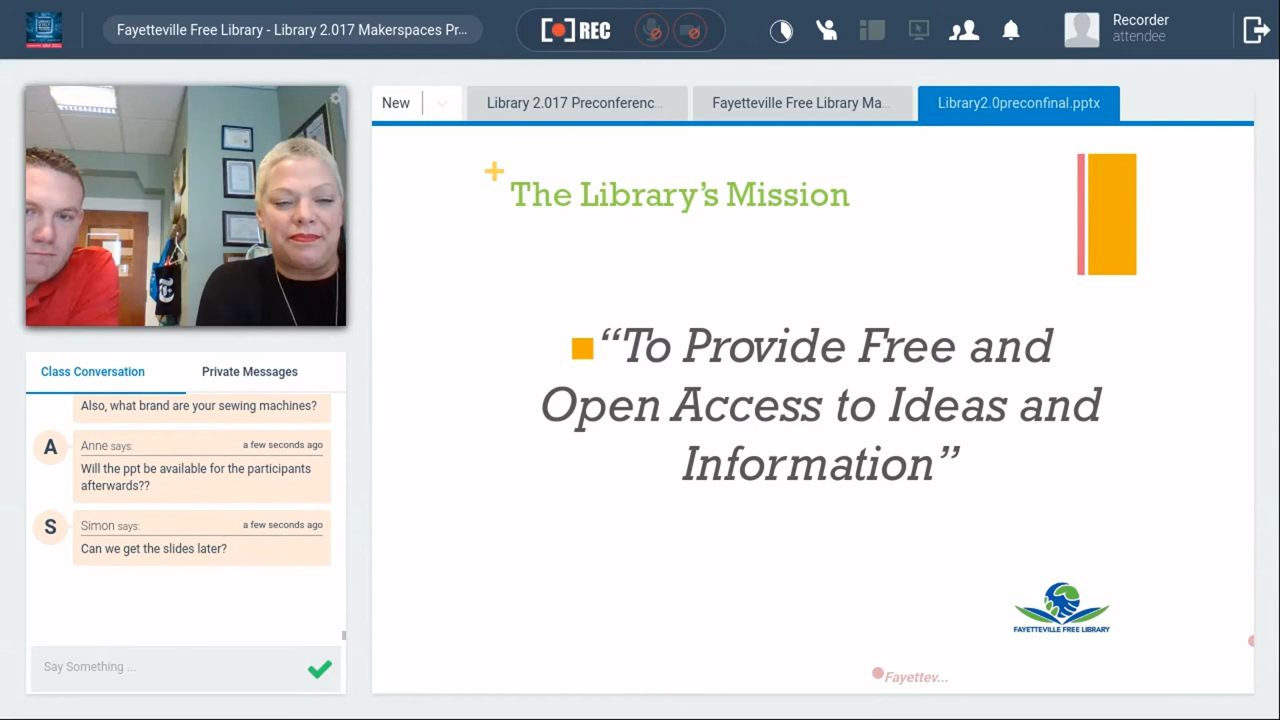 Fayetteville Free Library - Library 2.017 Makerspaces Pr...
REC
Recorder
attendee
New
Library 2.017 Preconferenc...
Fayetteville Free Library Ma...
Library2.0preconfinal.pptx
+
The Library’s Mission
“To Provide Free and
Open Access to Ideas and
Information”
FAYETTEVILLE FREE LIBRARY
Fayettev...
Class Conversation
Private Messages
Also, what brand are your sewing machines?
A
Anne says:
a few seconds ago
Will the ppt be available for the participants
afterwards??
S
Simon says:
a few seconds ago
Can we get the slides later?
Say Something ...